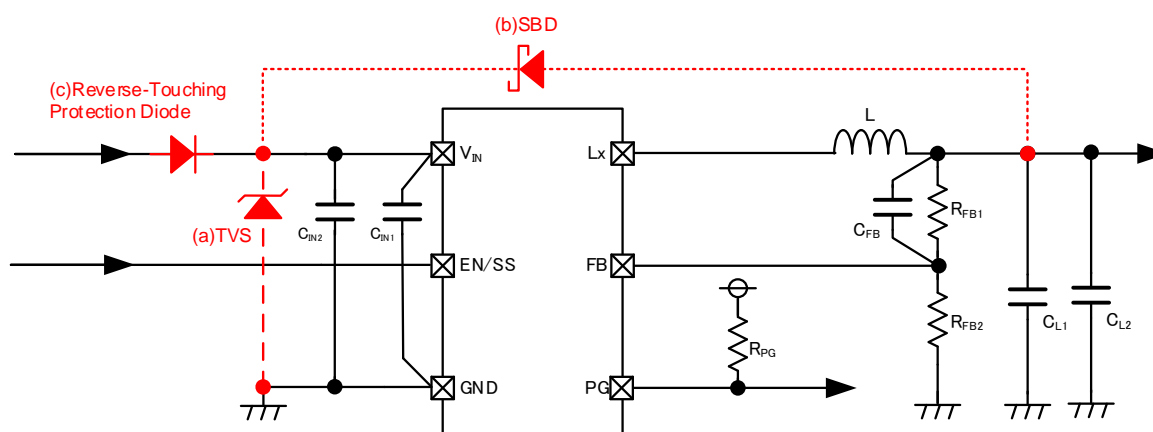 (b)SBD
(c)Reverse-Touching
Protection Diode
L
VIN
Lx
RFB1
CFB
(a)TVS
CIN2
CIN1
EN/SS
FB
RFB2
CL1
CL2
RPG
GND
PG